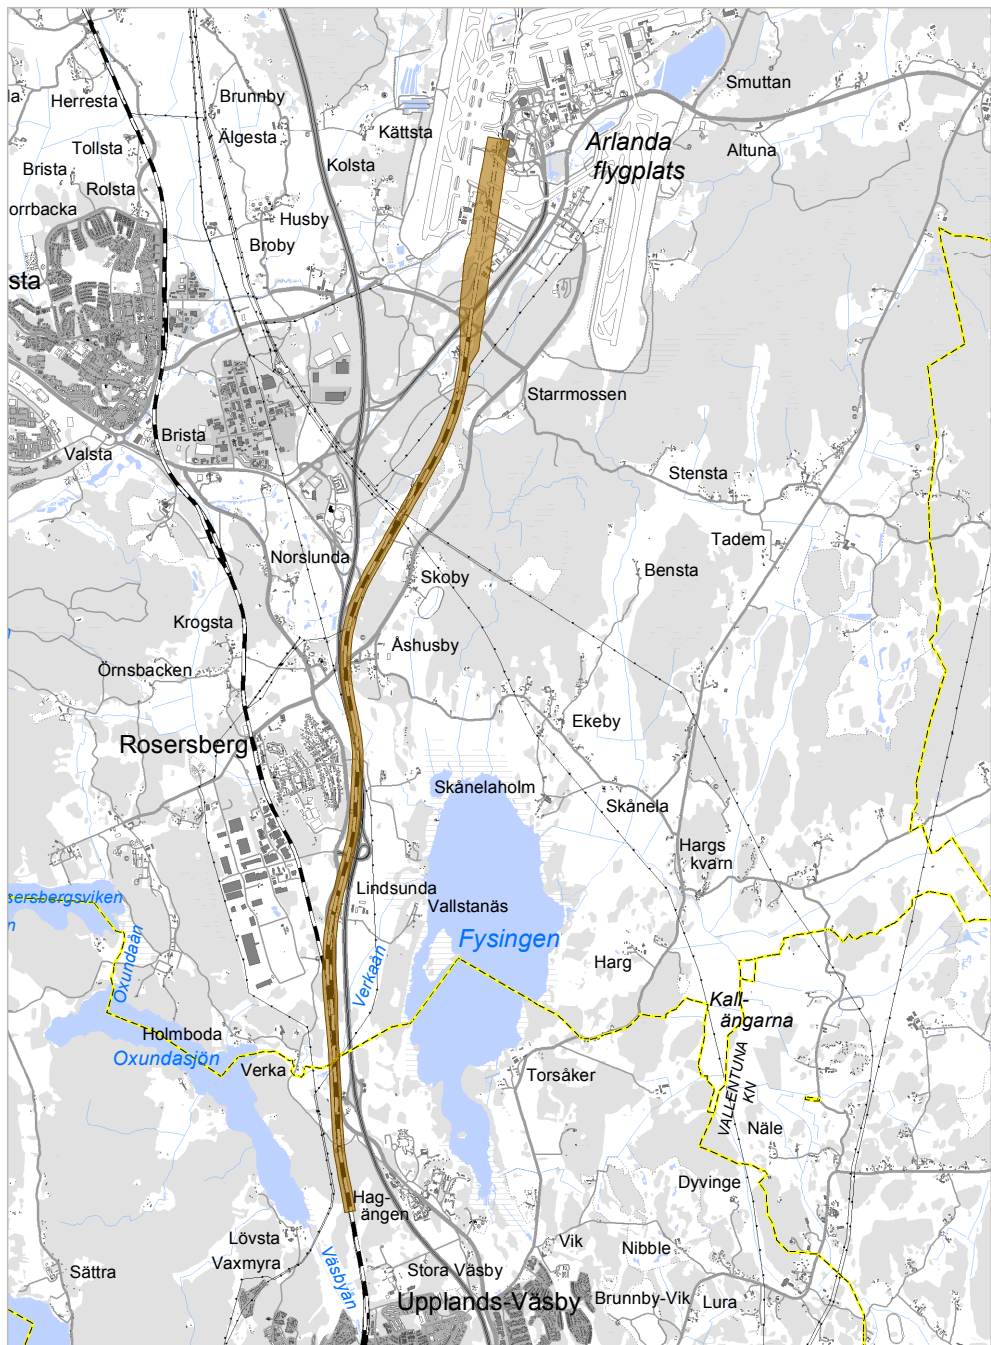 Smuttan
Herresta
Brunnby
la
Kättsta
Älgesta
Tollsta
Arlanda
flygplats
Altuna
Brista
Kolsta
Rolsta
orrbacka
Husby
Broby
sta
Starrmossen
Brista
Valsta
Stensta
Tadem
Norslunda
Bensta
Skoby
Krogsta
Åshusby
Örnsbacken
Ekeby
Rosersberg
Skånelaholm
Skånela
Hargs
kvarn
Lindsunda
sersbergsviken
Vallstanäs
n
Fysingen
Harg
Oxundaån
Verkaån
Kall-
ängarna
Holmboda
Oxundasjön
Verka
Torsåker
VALLENTUNA
KN
Näle
Dyvinge
Hag-
ängen
Lövsta
Vik
Nibble
Vaxmyra
Väsbyån
Stora Väsby
Sättra
Upplands-Väsby
Brunnby-Vik
Lura